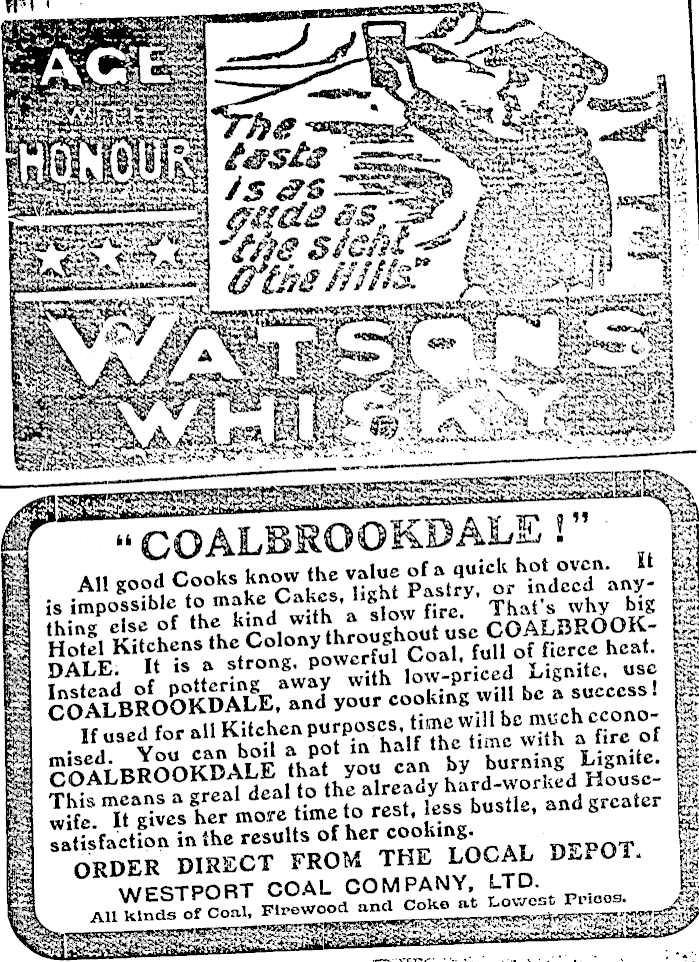 AGE
WITH
HONOUR
"The
taste
is as
gude as
the sicht
O' the Hills."
WATSONS
WHISKY
"COALBROOKDALE!"
All good Cooks know the value of a quick hot oven. It
is impossible to make Cakes, light Pastry, or indeed any-
thing else of the kind with a slow fire. That's why big
Hotel Kitchens the Colony throughout use COALBROOK-
DALE. It is a strong, powerful Coal, full of fierce heat.
Instead of pottering away with low-priced Lignite, use
COALBROOKDALE, and your cooking will be a success!
If used for all Kitchen purposes, time will be much econo-
mised. You can boil a pot in half the time with a fire of
COALBROOKDALE that you can by burning Lignite.
This means a great deal to the already hard-worked House-
wife. It gives her more time to rest, less bustle, and greater
satisfaction in the results of her cooking.
ORDER DIRECT FROM THE LOCAL DEPOT.
WESTPORT COAL COMPANY, LTD.
All kinds of Coal, Firewood and Coke at Lowest Prices.